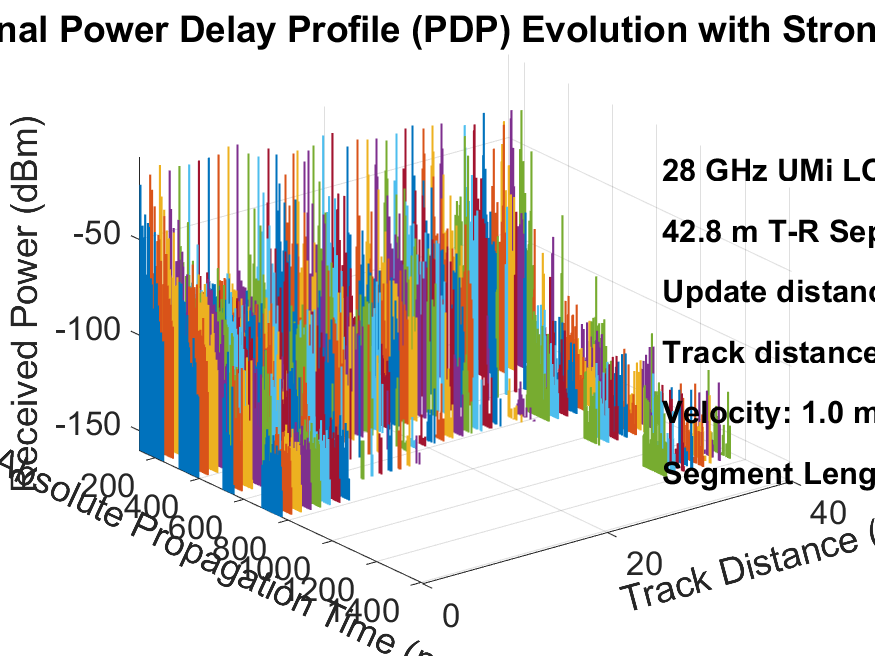 nal Power Delay Profile (PDP) Evolution with Stron
28 GHz UMi LO
42.8 m T-R Sep
Update distanc
Track distance
Velocity: 1.0 m
Segment Leng
Received Power (dBm)
-50
-100
-150
200
400
600
800
1000
1200
1400
Absolute Propagation Time (n
0
20
40
Track Distance (